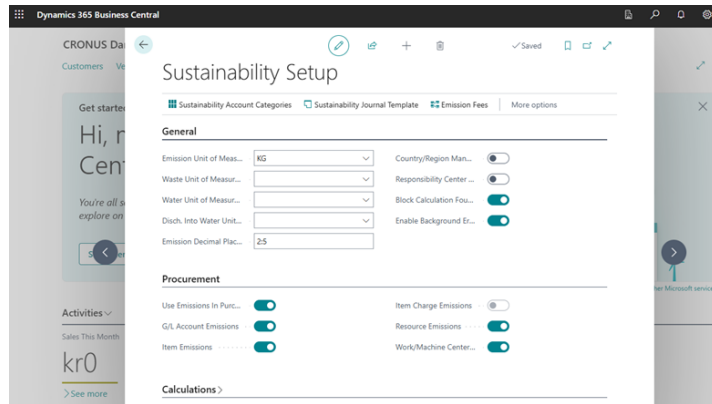 Dynamics 365 Business Central
CRONUS Da
Saved
Customers Ve
Sustainability Setup
Sustainability Account Categories Sustainability Journal Template Emission Fees More options
Get starte
Hi, r
Cent
You're all s
explore on
General
Emission Unit of Meas... KG Country/Region Man...
Waste Unit of Measur... Responsibility Center ...
Water Unit of Measur... Block Calculation Fou...
Disch. Into Water Unit... Enable Background Er...
Emission Decimal Plac... 2:5
Procurement
Use Emissions In Purc... Item Charge Emissions
G/L Account Emissions Resource Emissions
Item Emissions Work/Machine Center...
her Microsoft service
Activities
Sales This Month
kr0
See more
Calculations